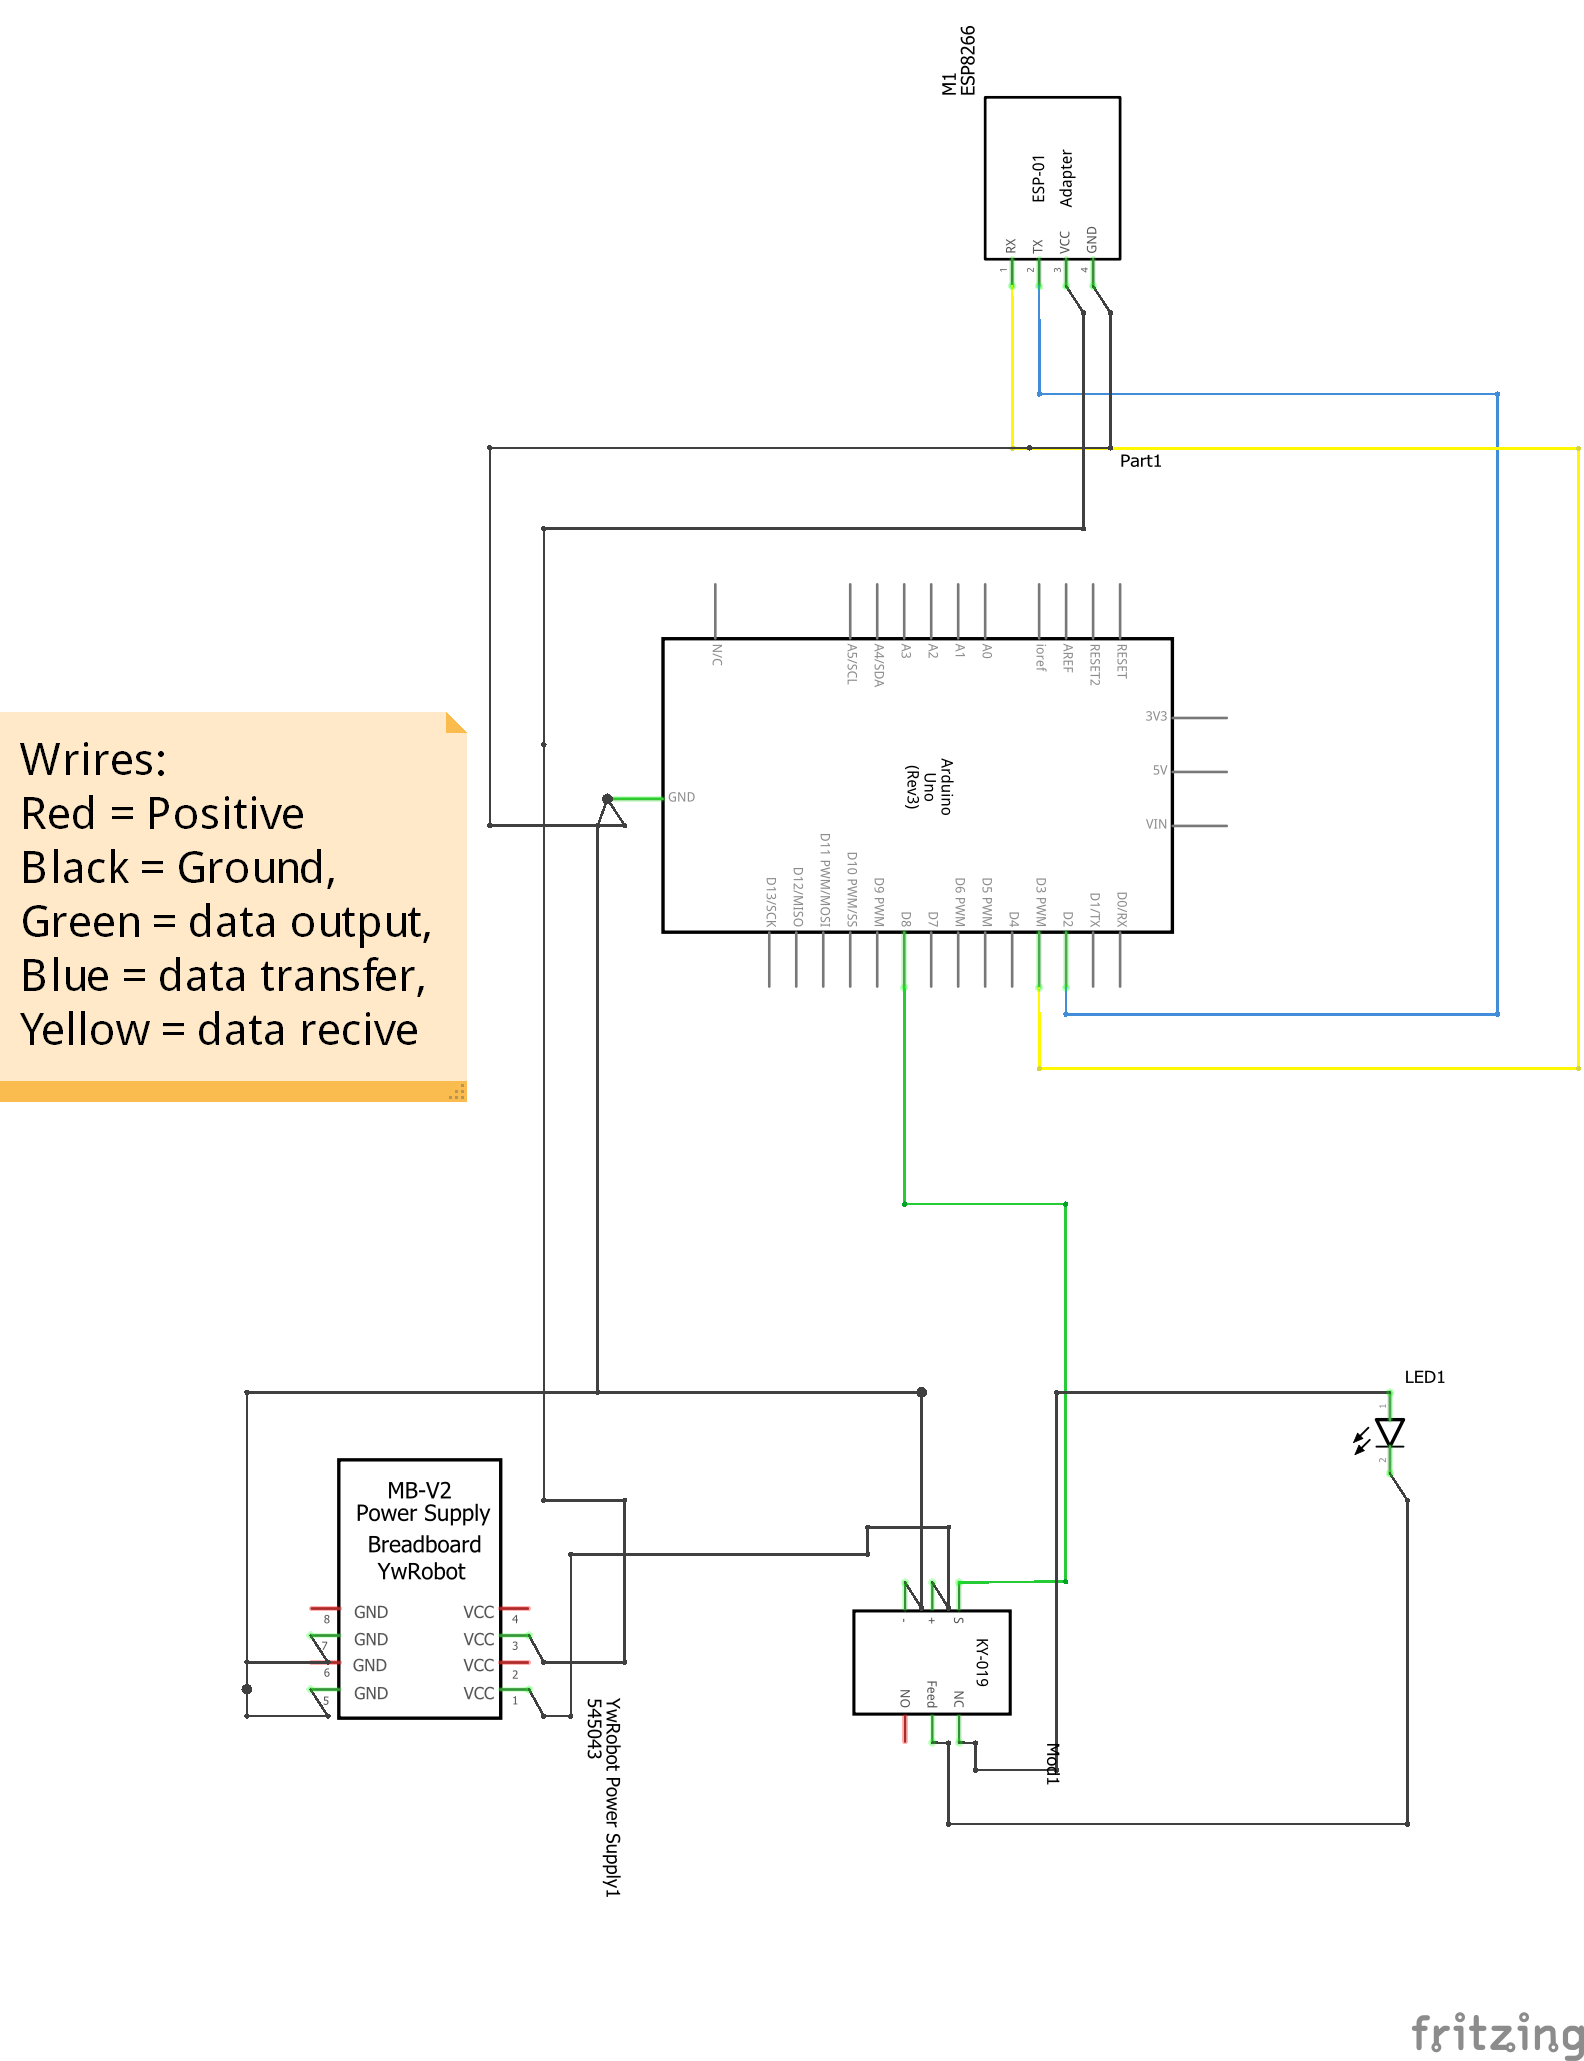 M1
ESP8266
ESP-01
Adapter
RX
TX
VCC
GND
1
2
3
4
Part1
N/C
A5/SCL
A4/SDA
A3
A2
A1
A0
ioref
AREF
RESET2
RESET
3V3
5V
VIN
Arduino
Uno
(Rev3)
GND
D13/SCK
D12/MISO
D11 PWM/MOSI
D10 PWM/SS
D9 PWM
D8
D7
D6 PWM
D5 PWM
D4
D3 PWM
D2
D1/TX
D0/RX
Wrires:
Red = Positive
Black = Ground,
Green = data output,
Blue = data transfer,
Yellow = data recive
LED1
1
2
MB-V2
Power Supply
Breadboard
YwRobot
8 GND VCC 4
7 GND VCC 3
6 GND VCC 2
5 GND VCC 1
YwRobot Power Supply1
545043
- + S
KY-019
NO
Feed
NC
Mod1
fritzing